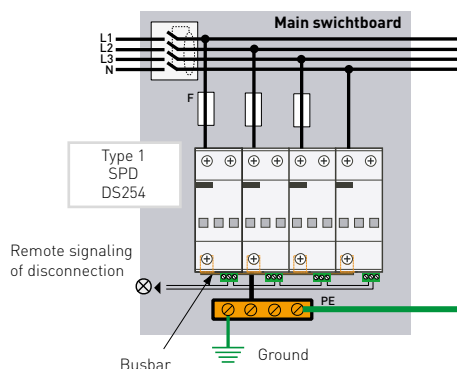 Main swichtboard
L1
L2
L3
N
F
Type 1
SPD
DS254
Remote signaling
of disconnection
PE
Ground
Busbar